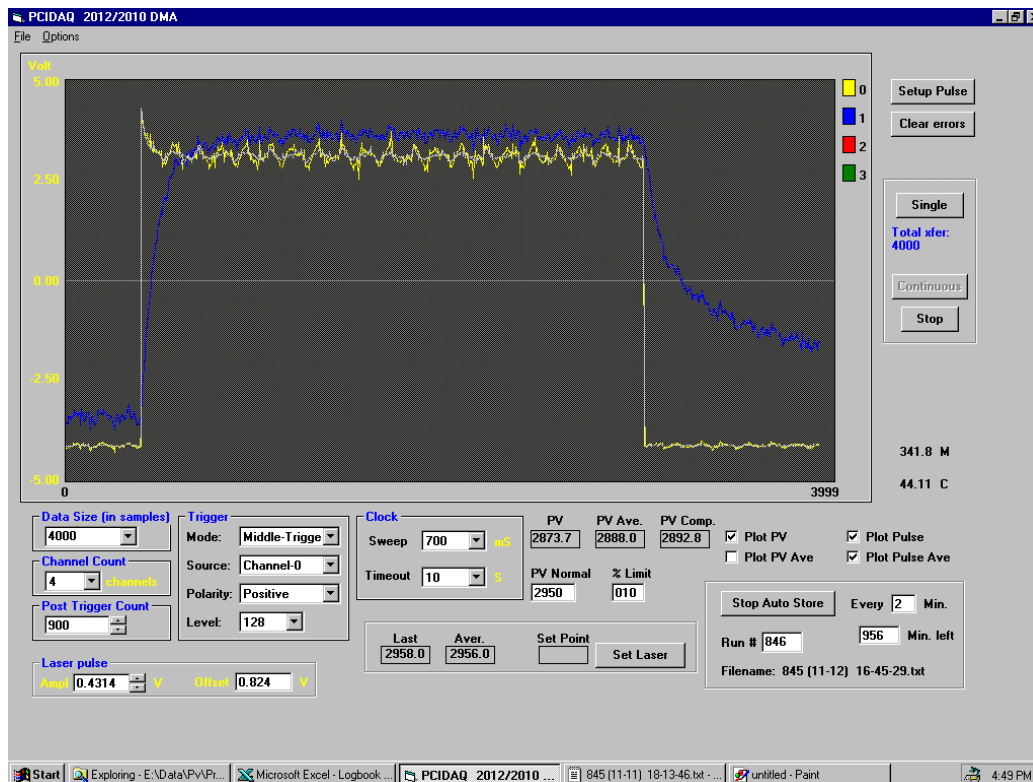 PCIDAQ 2012/2010 DMA
File Options
Volt
5.00
2.50
0.00
-2.50
-5.00
0 3999
0
1
2
3
Setup Pulse
Clear errors
Single
Total xfer:
4000
Continuous
Stop
341.8 M
44.11 C
Data Size (in samples)
4000
Channel Count
4 channels
Post Trigger Count
900
Trigger
Mode: Middle-Trigge
Source: Channel-0
Polarity: Positive
Level: 128
Clock
Sweep 700 mS
Timeout 10 S
PV PV Ave. PV Comp.
2873.7 2888.0 2892.8
PV Normal % Limit
2950 010
Plot PV Plot Pulse
Plot PV Ave Plot Pulse Ave
Last Aver. Set Point
2958.0 2956.0 Set Laser
Stop Auto Store Every 2 Min.
Run # 846 956 Min. left
Filename: 845 (11-12) 16-45-29.txt
Laser pulse
Ampl 0.4314 V Offset 0.824 V
Start Exploring - E:\Data\Pv\Pr... Microsoft Excel - Logbook ... PCIDAQ 2012/2010 ... 845 (11-11) 18-13-46.txt - ... untitled - Paint 4:49 PM